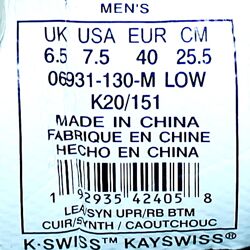 MEN'S
UK USA EUR CM
6.5 7.5 40 25.5
06931-130-M LOW
K20/151
MADE IN CHINA
FABRIQUE EN CHINE
HECHO EN CHINA
1 92935 42405 8
LEA/SYN UPR/RB BTM
CUIR/SYNTH / CAOUTCHOUC
K·SWISS™ KAYSWISS®